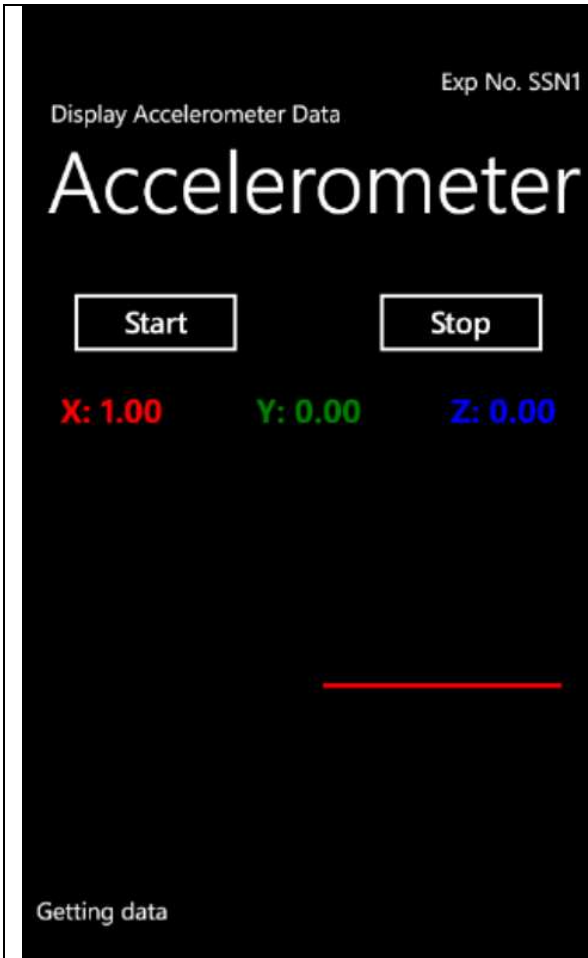 Exp No. SSN1
Display Accelerometer Data
Accelerometer
Start Stop
X: 1.00 Y: 0.00 Z: 0.00
Getting data